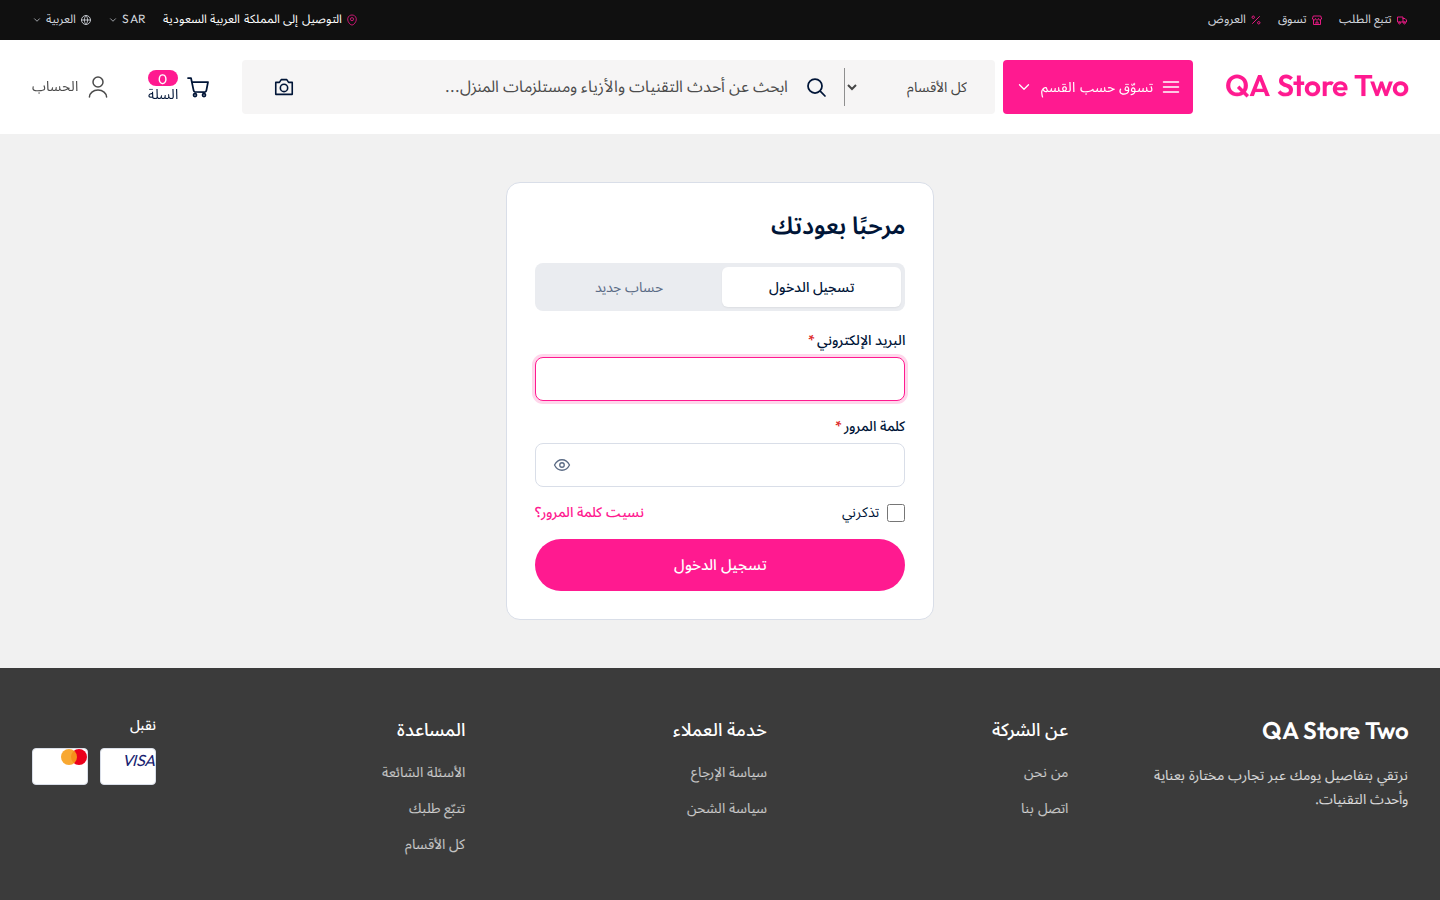 تتبع الطلب
تسوق
العروض
التوصيل إلى المملكة العربية السعودية
SAR
العربية
QA Store Two
تسوّق حسب القسم
كل الأقسام
ابحث عن أحدث التقنيات والأزياء ومستلزمات المنزل...
0
السلة
الحساب
مرحبًا بعودتك
تسجيل الدخول
حساب جديد
البريد الإلكتروني *
كلمة المرور *
تذكرني
نسيت كلمة المرور؟
تسجيل الدخول
QA Store Two
نرتقي بتفاصيل يومك عبر تجارب مختارة بعناية
وأحدث التقنيات.
عن الشركة
من نحن
اتصل بنا
خدمة العملاء
سياسة الإرجاع
سياسة الشحن
المساعدة
الأسئلة الشائعة
تتبّع طلبك
كل الأقسام
نقبل
VISA